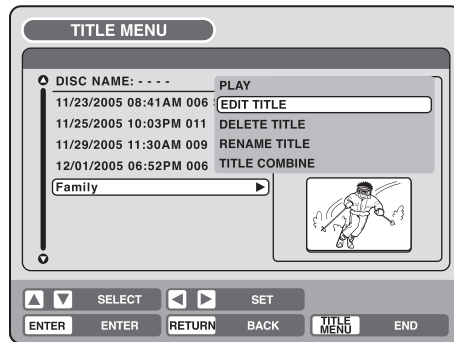 TITLE MENU
DISC NAME: - - - -
11/23/2005 08:41AM 006
11/25/2005 10:03PM 011
11/29/2005 11:30AM 009
12/01/2005 06:52PM 006
Family
PLAY
EDIT TITLE
DELETE TITLE
RENAME TITLE
TITLE COMBINE
SELECT
SET
ENTER ENTER
RETURN BACK
TITLE MENU END